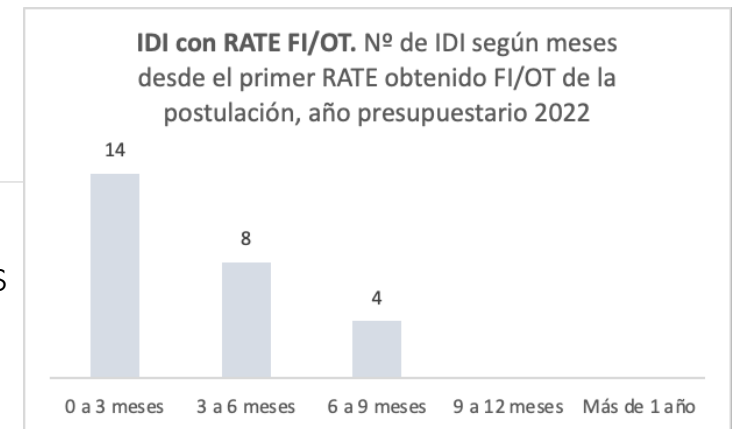 IDI con RATE FI/OT. Nº de IDI según meses
desde el primer RATE obtenido FI/OT de la
postulación, año presupuestario 2022
14
8
4
0 a 3 meses
3 a 6 meses
6 a 9 meses
9 a 12 meses
Más de 1 año